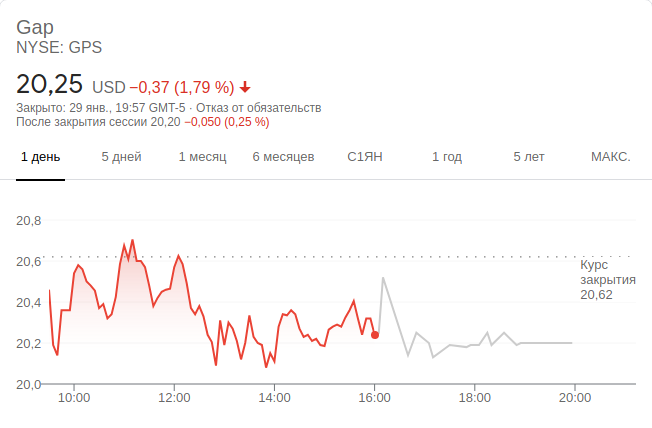 Gap
NYSE: GPS
20,25 USD −0,37 (1,79 %)
Закрыто: 29 янв., 19:57 GMT-5 · Отказ от обязательств
После закрытия сессии 20,20 −0,050 (0,25 %)
1 день 5 дней 1 месяц 6 месяцев С1ЯН 1 год 5 лет МАКС.
20,8
20,6
Курс
закрытия
20,62
20,4
20,2
20,0
10:00 12:00 14:00 16:00 18:00 20:00